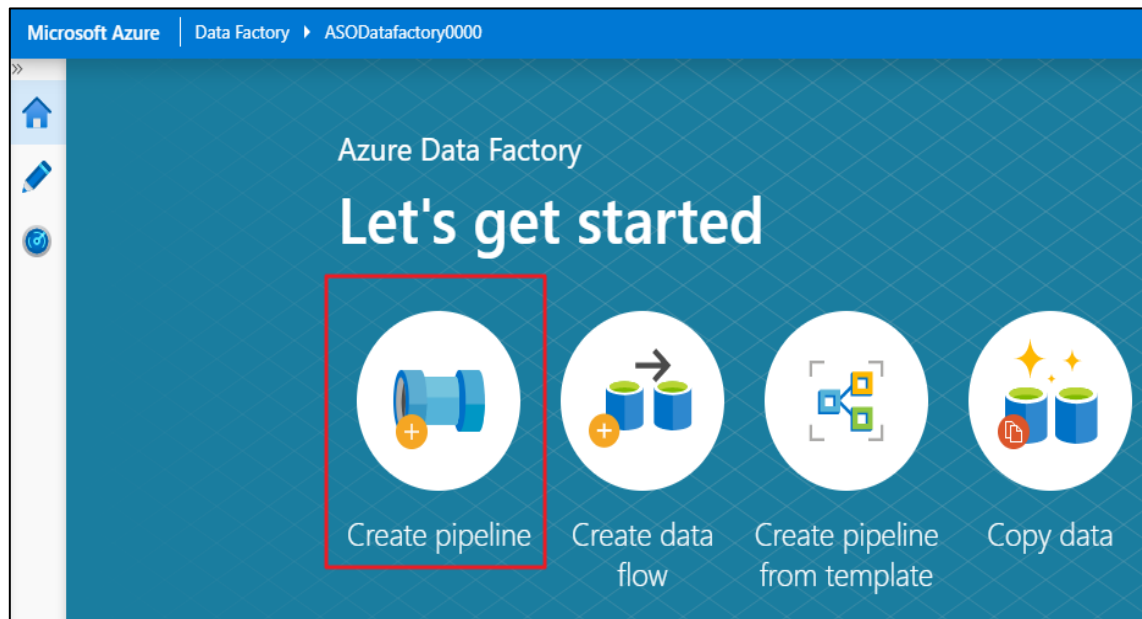 Microsoft Azure Data Factory ASODatafactory0000
»
Azure Data Factory
Let's get started
Create pipeline
Create data
flow
Create pipeline
from template
Copy data